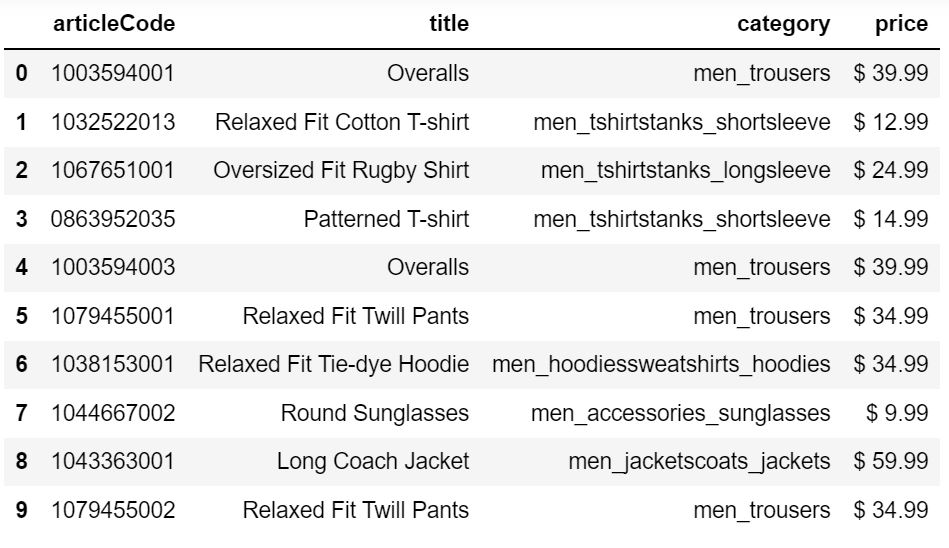 articleCode title category price
0 1003594001 Overalls men_trousers $ 39.99
1 1032522013 Relaxed Fit Cotton T-shirt men_tshirtstanks_shortsleeve $ 12.99
2 1067651001 Oversized Fit Rugby Shirt men_tshirtstanks_longsleeve $ 24.99
3 0863952035 Patterned T-shirt men_tshirtstanks_shortsleeve $ 14.99
4 1003594003 Overalls men_trousers $ 39.99
5 1079455001 Relaxed Fit Twill Pants men_trousers $ 34.99
6 1038153001 Relaxed Fit Tie-dye Hoodie men_hoodiessweatshirts_hoodies $ 34.99
7 1044667002 Round Sunglasses men_accessories_sunglasses $ 9.99
8 1043363001 Long Coach Jacket men_jacketscoats_jackets $ 59.99
9 1079455002 Relaxed Fit Twill Pants men_trousers $ 34.99